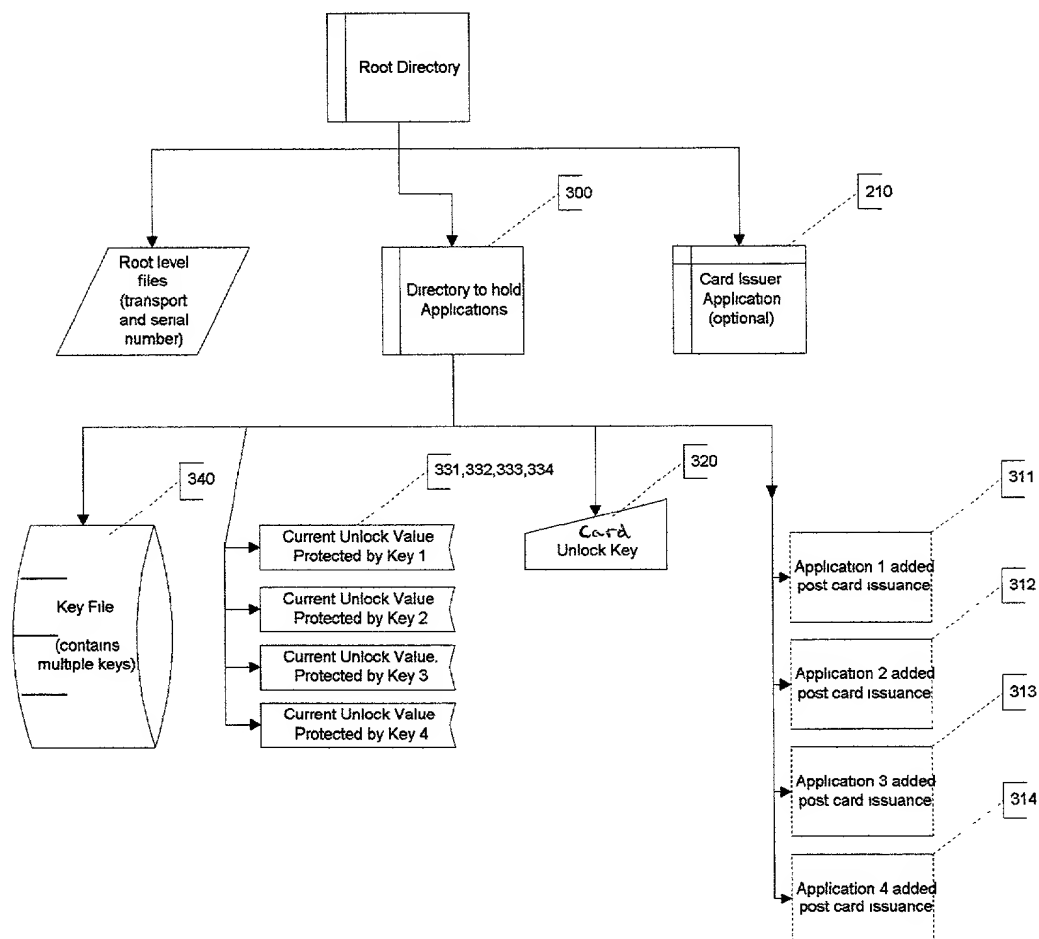 Root Directory
300
210
Root level
files
(transport
and serial
number)
Directory to hold
Applications
Card Issuer
Application
(optional)
340
331,332,333,334
320
311
Key File
(contains
multiple keys)
Current Unlock Value
Protected by Key 1
Current Unlock Value
Protected by Key 2
Current Unlock Value.
Protected by Key 3
Current Unlock Value
Protected by Key 4
Card
Unlock Key
Application 1 added
post card issuance
312
Application 2 added
post card issuance
313
Application 3 added
post card issuance
314
Application 4 added
post card issuance